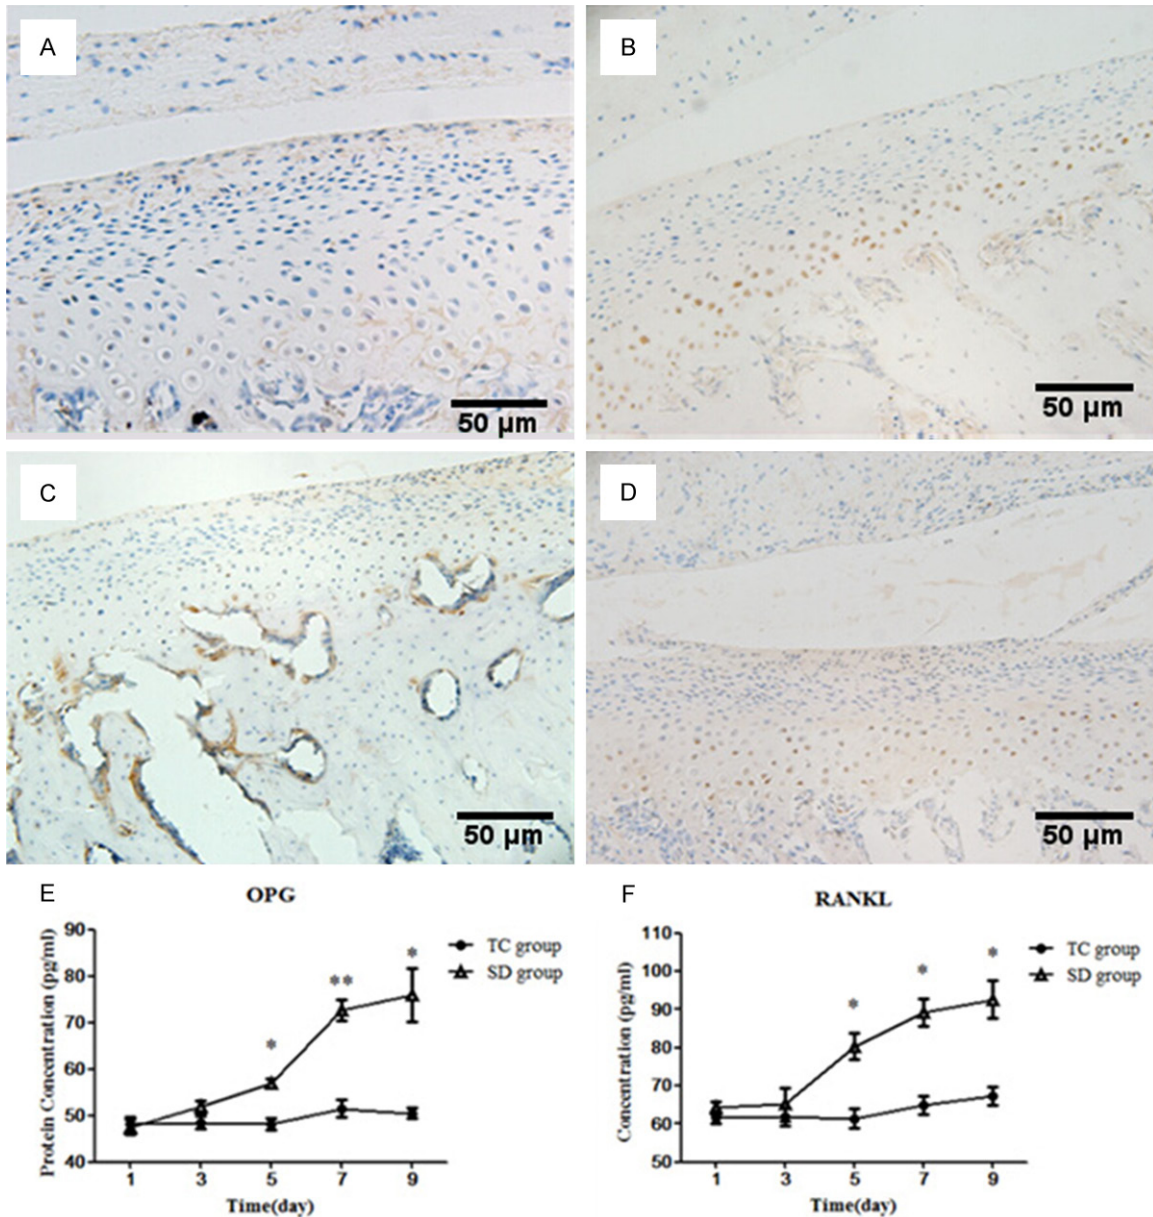 A
B
50 µm
50 µm
C
D
50 µm
50 µm
E
OPG
Protein Concentration (pg/ml)
90
80
70
60
50
40
*
**
*
TC group
SD group
1 3 5 7 9
Time(day)
F
RANKL
Concentration (pg/ml)
110
100
90
80
70
60
50
*
*
*
TC group
SD group
1 3 5 7 9
Time(day)